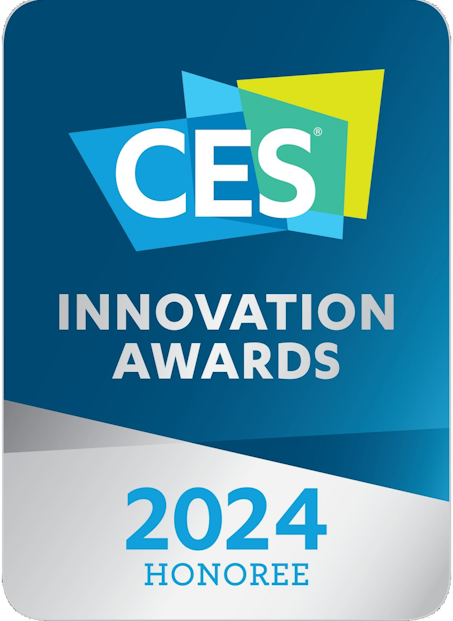 CES®
INNOVATION
AWARDS
2024
HONOREE